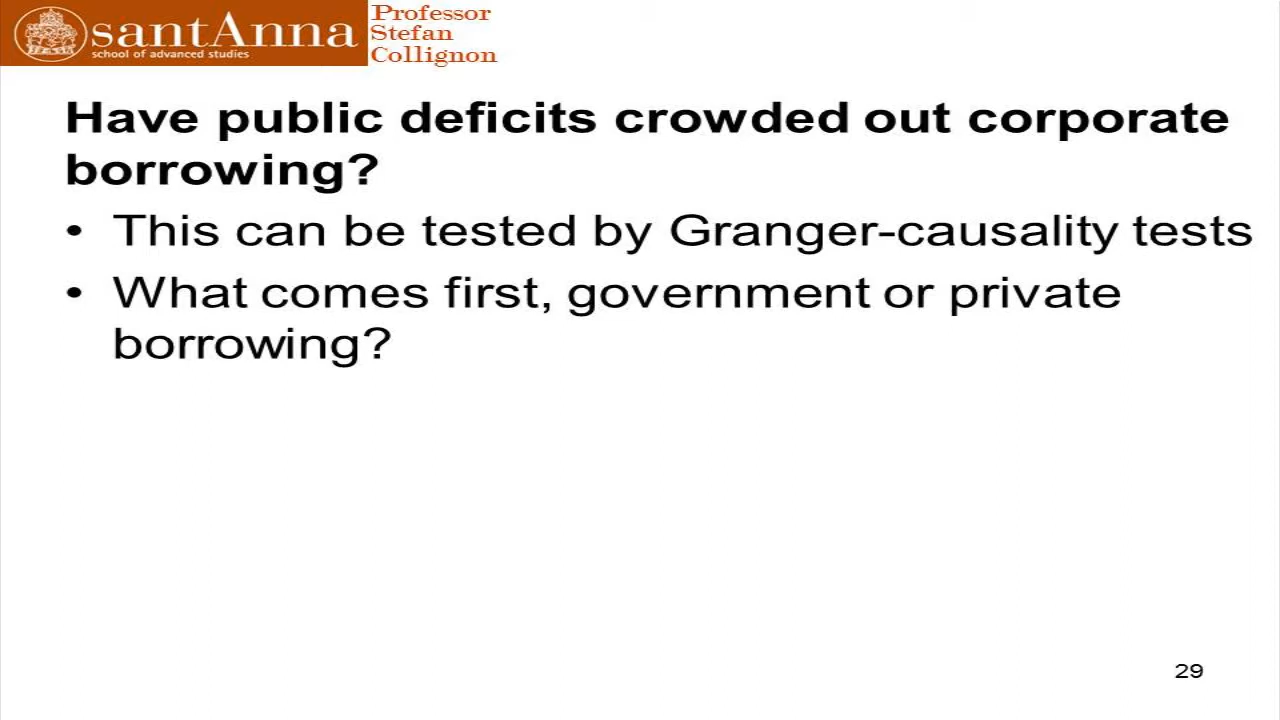 santAnna
school of advanced studies
Professor
Stefan
Collignon
Have public deficits crowded out corporate
borrowing?
• This can be tested by Granger-causality tests
• What comes first, government or private
borrowing?
29